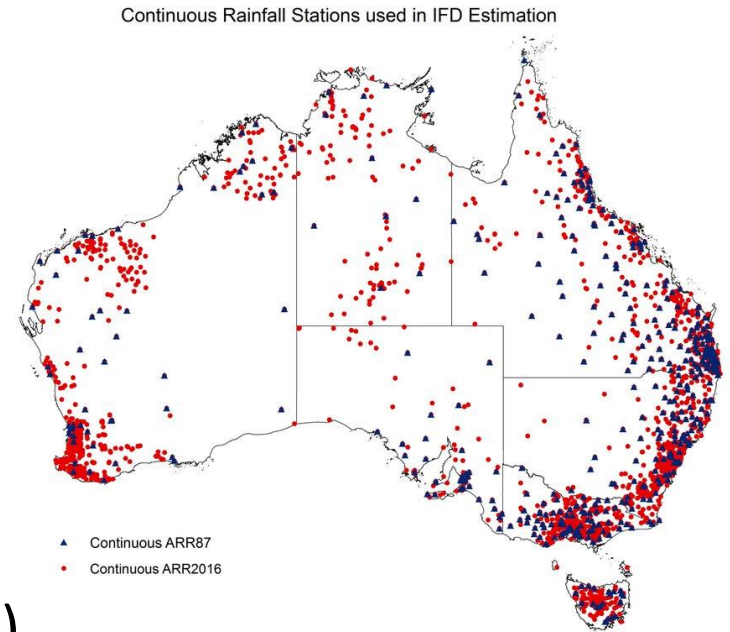 Continuous Rainfall Stations used in IFD Estimation
Continuous ARR87
Continuous ARR2016
)